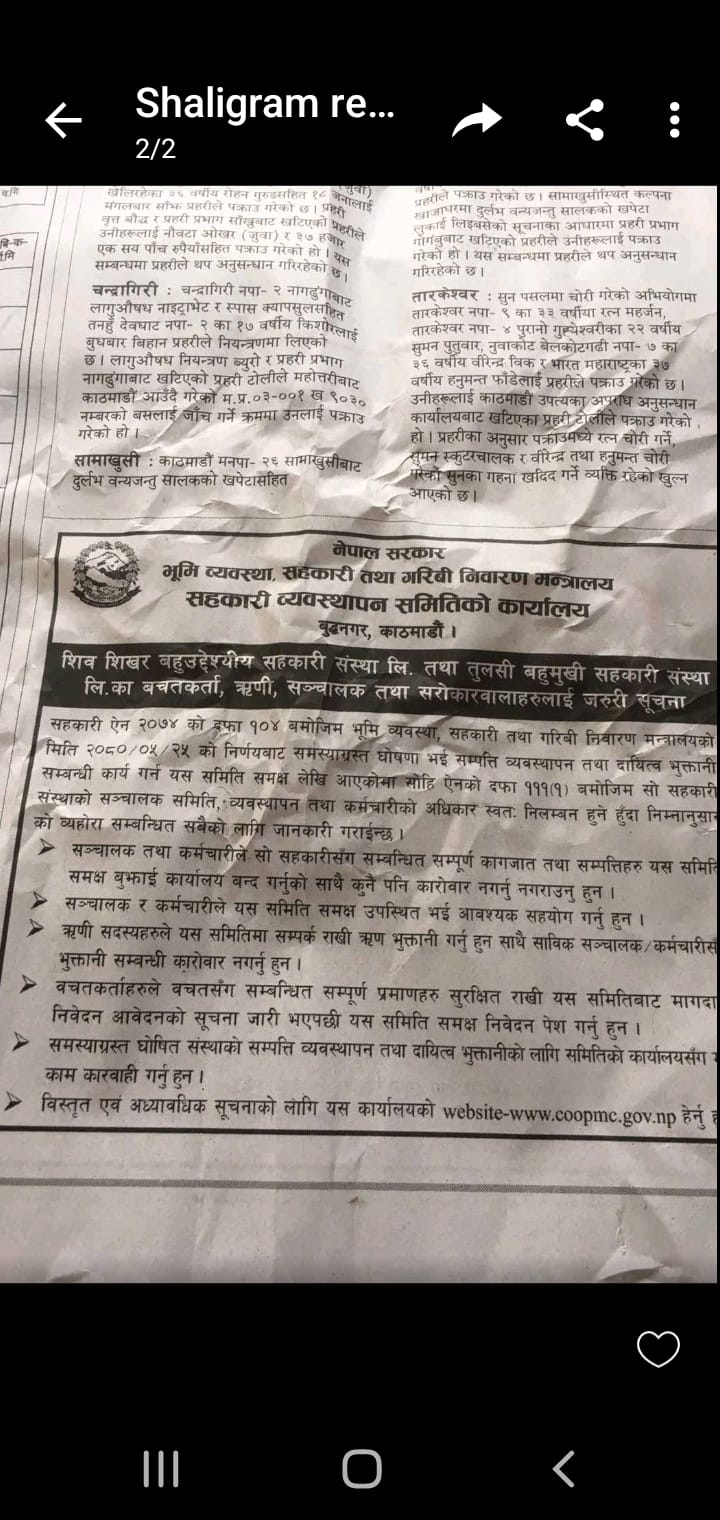 Shaligram re...
2/2
खेलिरहेका ३६ वर्षीय रोहन गुरुङसहित १८ जनालाई
मंगलबार साँझ प्रहरीले पक्राउ गरेको छ। प्रहरी
वृत्त बौद्ध र प्रहरी प्रभाग साँखुबाट खटिएको प्रहरीले
उनीहरूलाई नौवटा ओखर (जुवा) र ३७ हजार
एक सय पाँच रुपैयाँसहित पक्राउ गरेको हो। यस
सम्बन्धमा प्रहरीले थप अनुसन्धान गरिरहेको छ।
चन्द्रागिरी : चन्द्रागिरी नपा- २ नागढुंगाबाट
लागुऔषध नाइट्राभेट र स्पास क्यापसुलसहित
तनहुँ देवघाट नपा- २ का १७ वर्षीय किशोरलाई
बुधबार बिहान प्रहरीले नियन्त्रणमा लिएको
छ। लागुऔषध नियन्त्रण ब्युरो र प्रहरी प्रभाग
नागढुंगाबाट खटिएको प्रहरी टोलीले महोत्तरीबाट
काठमाडौं आउँदै गरेको म.प्र.०३-००१ ख ९०३०
नम्बरको बसलाई जाँच गर्ने क्रममा उनलाई पक्राउ
गरेको हो।
सामाखुसी : काठमाडौं मनपा- २६ सामाखुसीबाट
दुर्लभ वन्यजन्तु सालकको खपेटासहित
प्रहरीले पक्राउ गरेको छ। सामाखुसीस्थित कल्पना
खाजाघरमा दुर्लभ वन्यजन्तु सालकको खपेटा
लुकाई लिइबसेको सूचनाका आधारमा प्रहरी प्रभाग
गोंगबुबाट खटिएको प्रहरीले उनीहरूलाई पक्राउ
गरेको हो। यस सम्बन्धमा प्रहरीले थप अनुसन्धान
गरिरहेको छ।
तारकेश्वर : सुन पसलमा चोरी गरेको अभियोगमा
तारकेश्वर नपा- ९ का ३३ वर्षीया रत्न महर्जन,
तारकेश्वर नपा- ४ पुरानो गुह्येश्वरीका २२ वर्षीय
सुमन पुतुवार, नुवाकोट बेलकोटगढी नपा- ७ का
३६ वर्षीय वीरेन्द्र विक र भारत महाराष्ट्रका ३७
वर्षीय हनुमन्त फाँडेलाई प्रहरीले पक्राउ गरेको छ।
उनीहरूलाई काठमाडौं उपत्यका अपराध अनुसन्धान
कार्यालयबाट खटिएका प्रहरी टोलीले पक्राउ गरेको
हो। प्रहरीका अनुसार पक्राउमध्ये रत्न चोरी गर्ने,
सुमन स्कुटरचालक र वीरेन्द्र तथा हनुमन्त चोरी
गरेको सुनका गहना खरिद गर्ने व्यक्ति रहेको खुल्न
आएको छ।
नेपाल सरकार
भूमि व्यवस्था, सहकारी तथा गरिबी निवारण मन्त्रालय
सहकारी व्यवस्थापन समितिको कार्यालय
बुद्धनगर, काठमाडौं।
शिव शिखर बहुउद्देश्यीय सहकारी संस्था लि. तथा तुलसी बहुमुखी सहकारी संस्था
लि.का बचतकर्ता, ऋणी, सञ्चालक तथा सरोकारवालाहरुलाई जरुरी सूचना
सहकारी ऐन २०७४ को दफा १०४ बमोजिम भूमि व्यवस्था, सहकारी तथा गरिबी निवारण मन्त्रालयको
मिति २०८०/०५/२५ को निर्णयबाट समस्याग्रस्त घोषणा भई सम्पत्ति व्यवस्थापन तथा दायित्व भुक्तानी
सम्बन्धी कार्य गर्न यस समिति समक्ष लेखि आएकोमा सोहि ऐनको दफा १११(१) बमोजिम सो सहकारी
संस्थाको सञ्चालक समिति, व्यवस्थापन तथा कर्मचारीको अधिकार स्वतः निलम्बन हुने हुँदा निम्नानुसार
को व्यहोरा सम्बन्धित सबैको लागि जानकारी गराईन्छ।
➤ सञ्चालक तथा कर्मचारीले सो सहकारीसँग सम्बन्धित सम्पूर्ण कागजात तथा सम्पत्तिहरु यस समिति
समक्ष बुझाई कार्यालय बन्द गर्नुको साथै कुनै पनि कारोवार नगर्नु नगराउनु हुन।
➤ सञ्चालक र कर्मचारीले यस समिति समक्ष उपस्थित भई आवश्यक सहयोग गर्नु हुन।
➤ ऋणी सदस्यहरुले यस समितिमा सम्पर्क राखी ऋण भुक्तानी गर्नु हुन साथै साविक सञ्चालक/कर्मचारीसँ
भुक्तानी सम्बन्धी कारोवार नगर्नु हुन।
➤ वचतकर्ताहरुले वचतसँग सम्बन्धित सम्पूर्ण प्रमाणहरु सुरक्षित राखी यस समितिबाट मागदा
निवेदन आवेदनको सूचना जारी भएपछी यस समिति समक्ष निवेदन पेश गर्नु हुन।
➤ समस्याग्रस्त घोषित संस्थाको सम्पत्ति व्यवस्थापन तथा दायित्व भुक्तानीको लागि समितिको कार्यालयसँग
काम कारवाही गर्नु हुन।
➤ विस्तृत एवं अध्यावधिक सूचनाको लागि यस कार्यालयको website-www.coopmc.gov.np हेर्नु